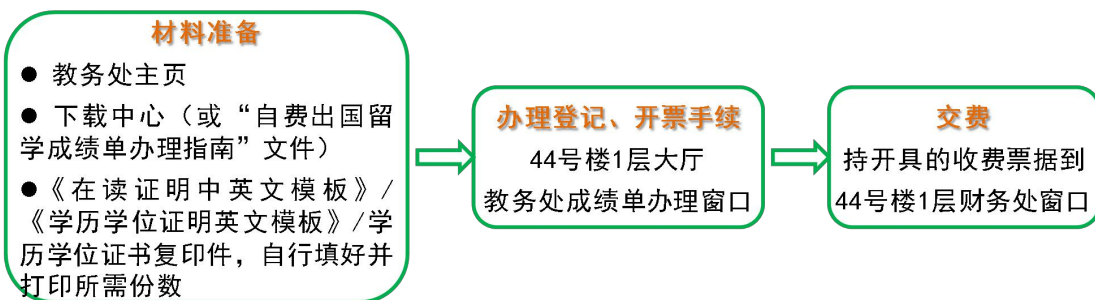 材料准备
● 教务处主页
● 下载中心（或“自费出国留
学成绩单办理指南”文件）
●《在读证明中英文模板》/
《学历学位证明英文模板》/学
历学位证书复印件，自行填好并
打印所需份数
办理登记、开票手续
44号楼1层大厅
教务处成绩单办理窗口
交费
持开具的收费票据到
44号楼1层财务处窗口